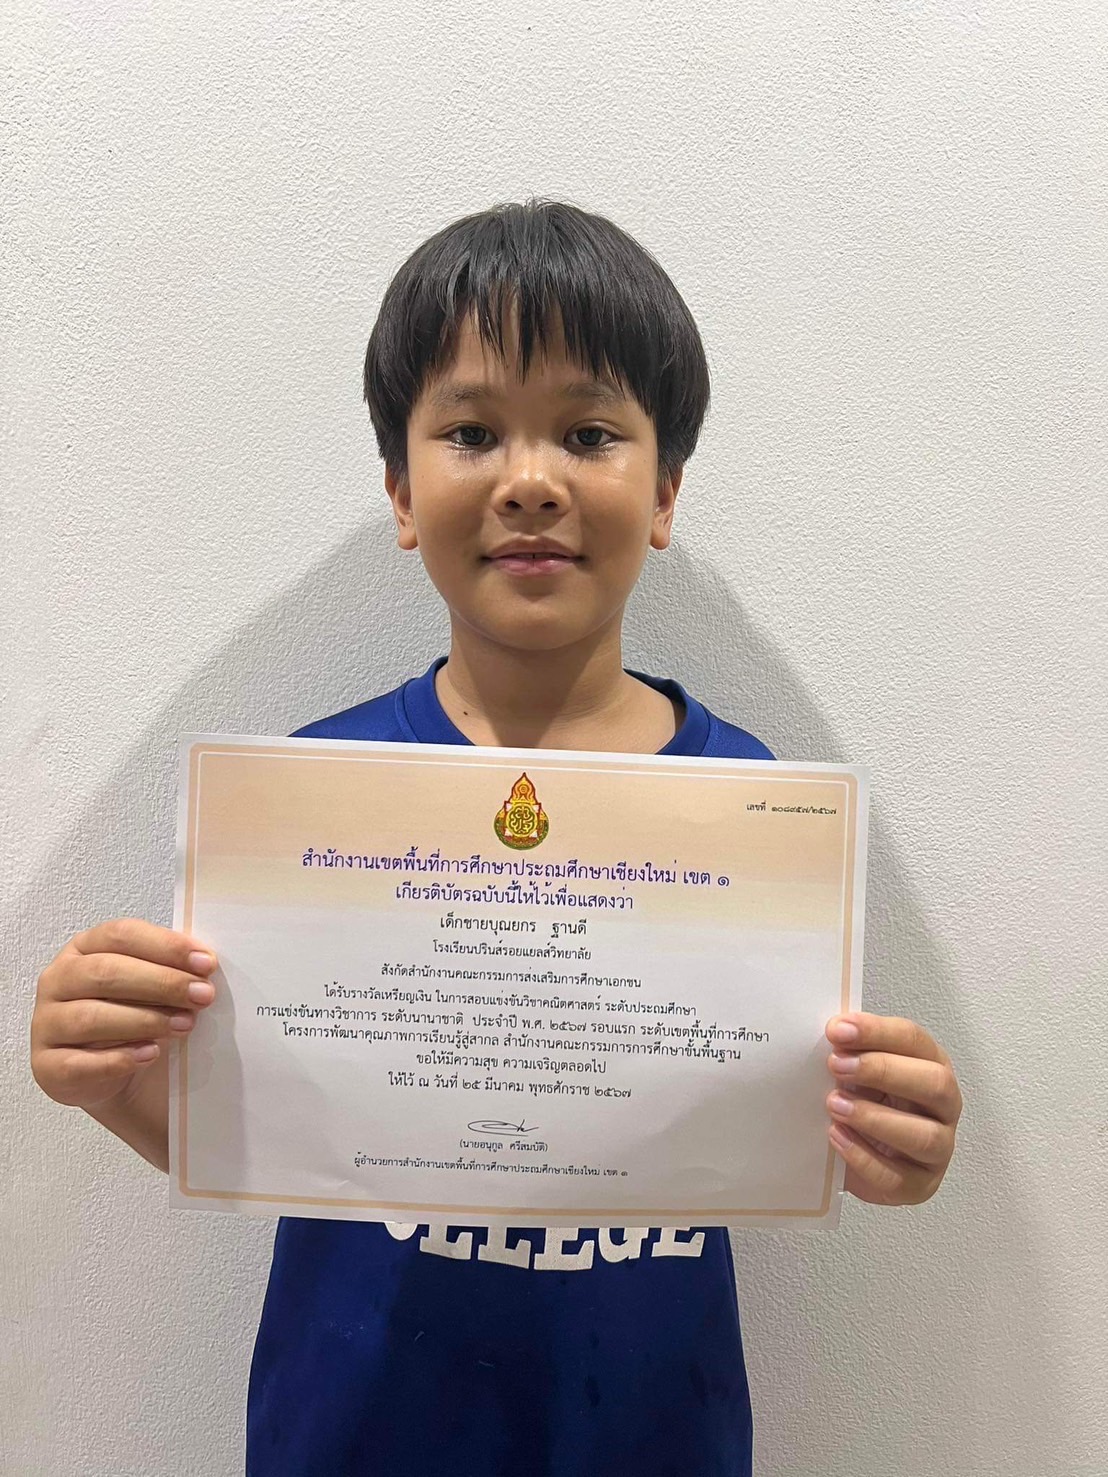 เลขที่ ๑๐๘๙๕๗/๒๕๖๗
สำนักงานเขตพื้นที่การศึกษาประถมศึกษาเชียงใหม่ เขต ๑
เกียรติบัตรฉบับนี้ให้ไว้เพื่อแสดงว่า
เด็กชายบุณยกร ฐานดี
โรงเรียนปรินส์รอยแยลส์วิทยาลัย
สังกัดสำนักงานคณะกรรมการส่งเสริมการศึกษาเอกชน
ได้รับรางวัลเหรียญเงิน ในการสอบแข่งขันวิชาคณิตศาสตร์ ระดับประถมศึกษา
การแข่งขันทางวิชาการ ระดับนานาชาติ ประจำปี พ.ศ. ๒๕๖๗ รอบแรก ระดับเขตพื้นที่การศึกษา
โครงการพัฒนาคุณภาพการเรียนรู้สู่สากล สำนักงานคณะกรรมการการศึกษาขั้นพื้นฐาน
ขอให้มีความสุข ความเจริญตลอดไป
ให้ไว้ ณ วันที่ ๒๕ มีนาคม พุทธศักราช ๒๕๖๗
(นายอนุกูล ศรีสมบัติ)
ผู้อำนวยการสำนักงานเขตพื้นที่การศึกษาประถมศึกษาเชียงใหม่ เขต ๑
OLLEGE